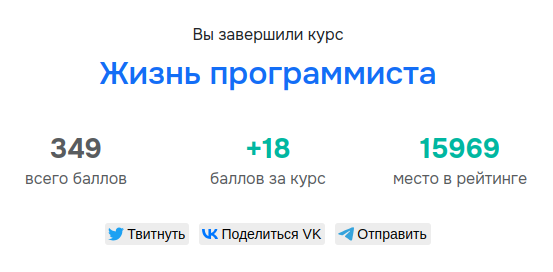 Вы завершили курс
Жизнь программиста
349 +18 15969
всего баллов баллов за курс место в рейтинге
Твитнуть Поделиться VK Отправить